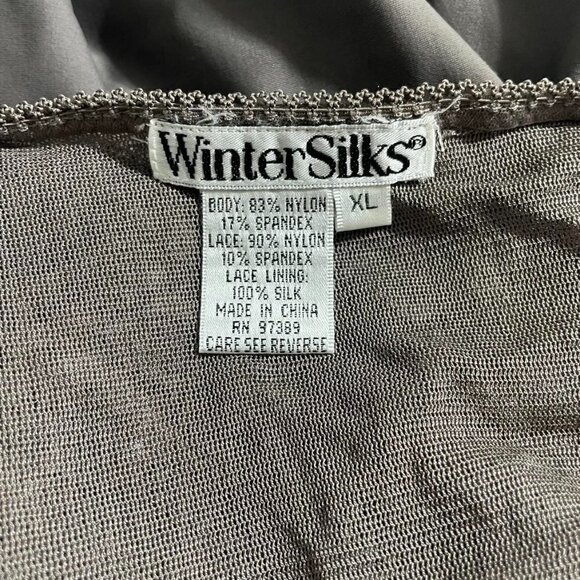 WinterSilks®
XL
BODY: 83% NYLON
17% SPANDEX
LACE: 90% NYLON
10% SPANDEX
LACE LINING:
100% SILK
MADE IN CHINA
RN 97389
CARE SEE REVERSE